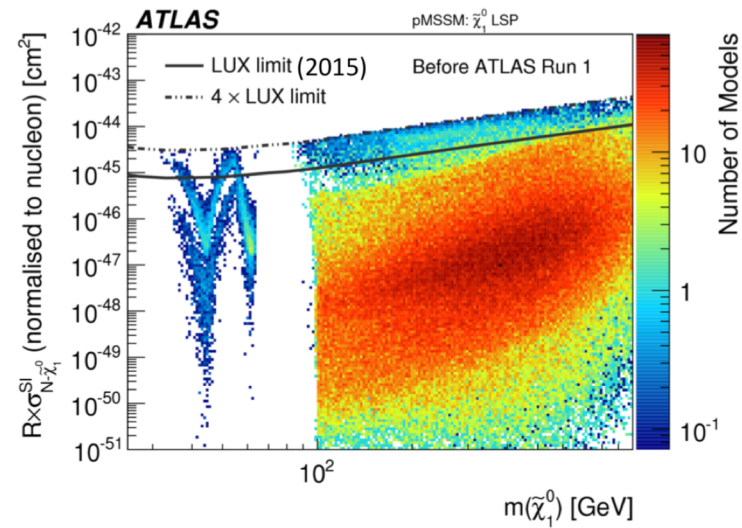 ATLAS
pMSSM: χ̃₁⁰ LSP
LUX limit (2015)
Before ATLAS Run 1
4 × LUX limit
R×σ^SI_N-χ̃₁⁰ (normalised to nucleon) [cm²]
10⁻⁴²
10⁻⁴³
10⁻⁴⁴
10⁻⁴⁵
10⁻⁴⁶
10⁻⁴⁷
10⁻⁴⁸
10⁻⁴⁹
10⁻⁵⁰
10⁻⁵¹
10²
m(χ̃₁⁰) [GeV]
Number of Models
10
1
10⁻¹